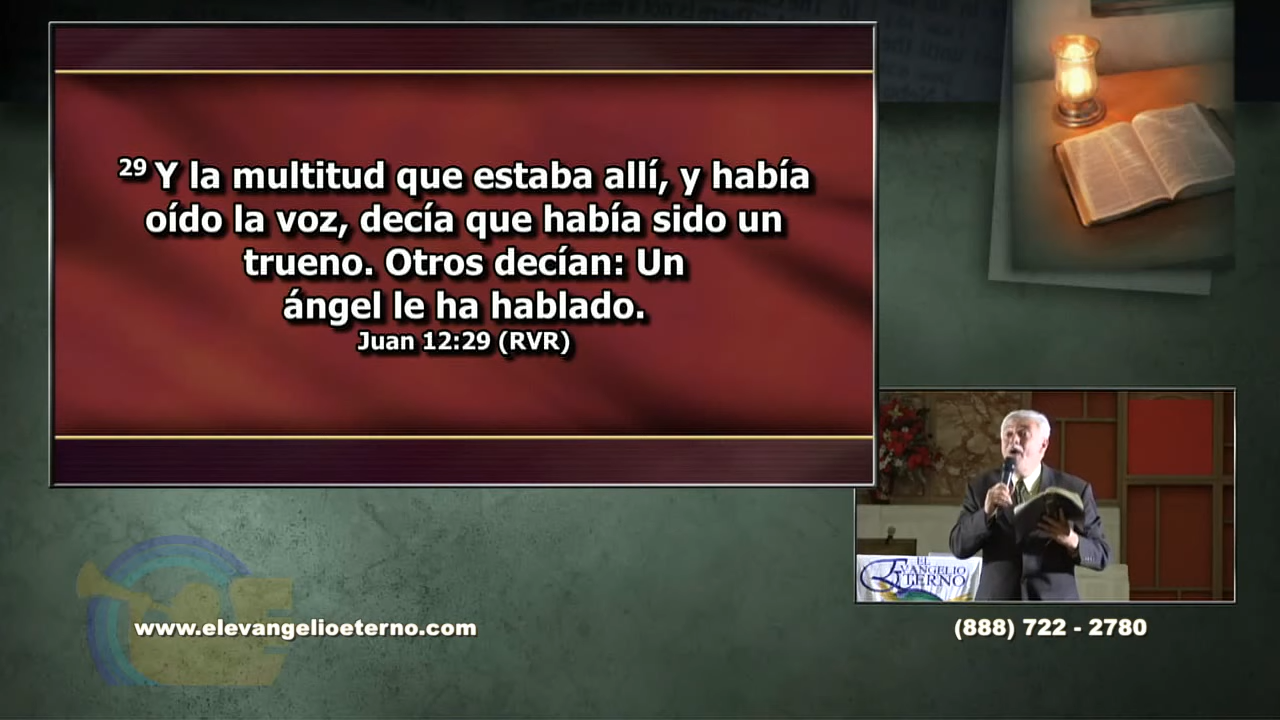 29 Y la multitud que estaba allí, y había
oído la voz, decía que había sido un
trueno. Otros decían: Un
ángel le ha hablado.
Juan 12:29 (RVR)
EL
EVANGELIO
ETERNO
www.elevangelioeterno.com
(888) 722 - 2780